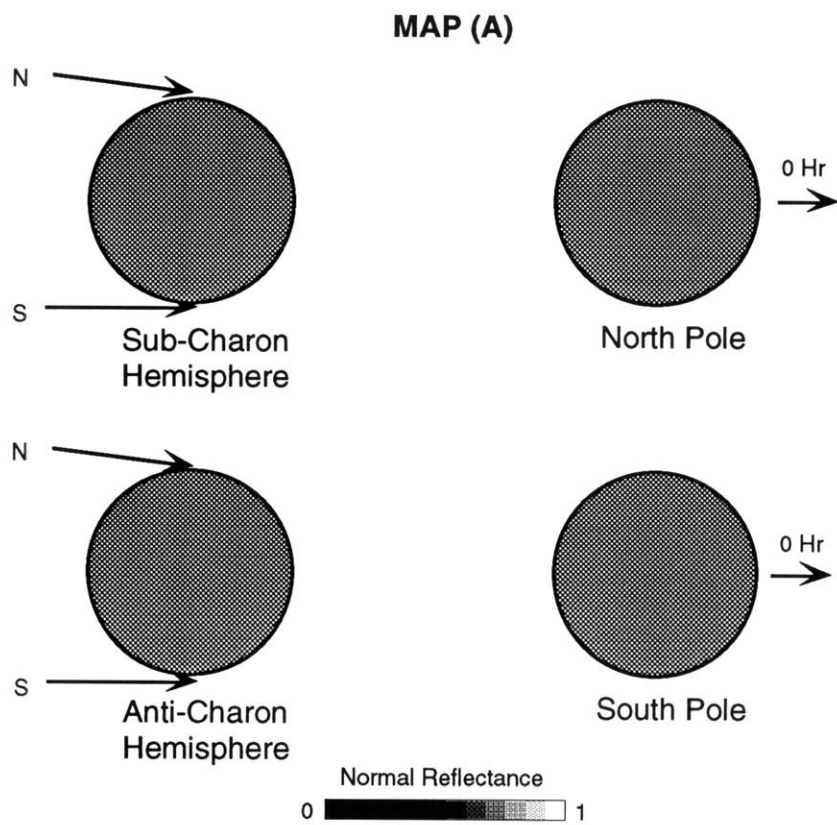 MAP (A)
N
0 Hr
S
Sub-Charon
Hemisphere
North Pole
N
0 Hr
S
Anti-Charon
Hemisphere
South Pole
Normal Reflectance
0 1